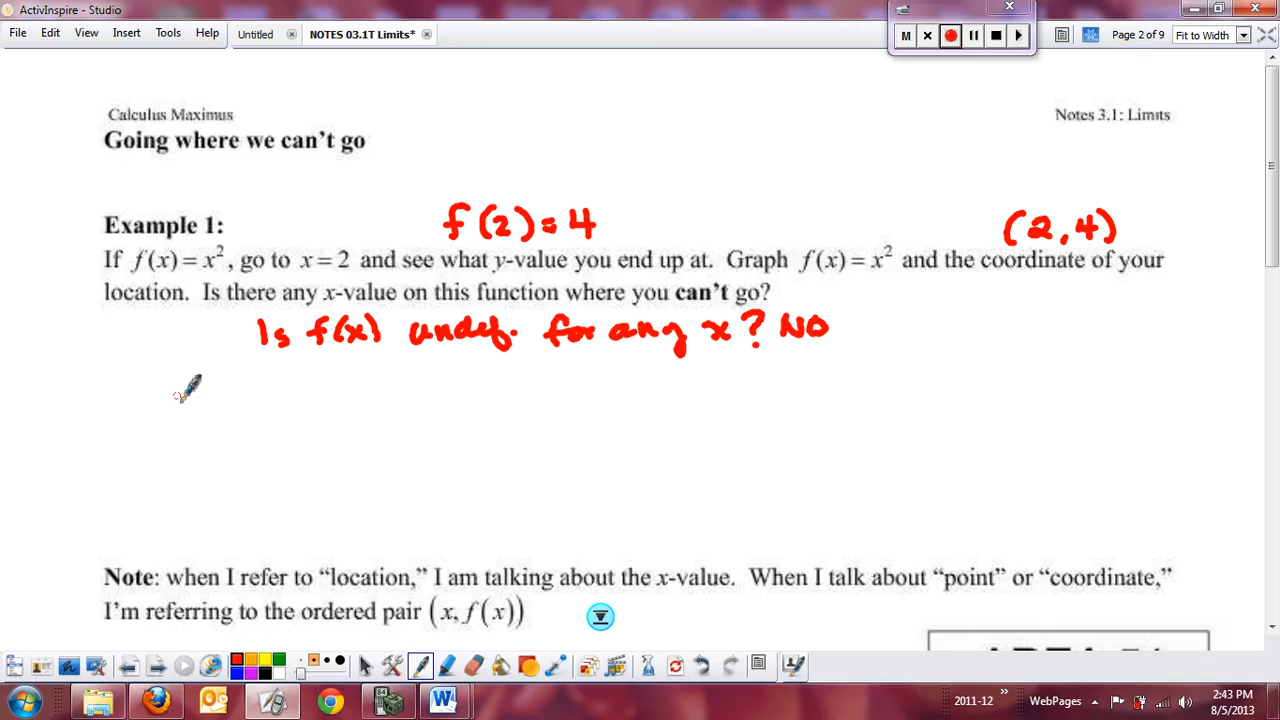 ActivInspire - Studio
File Edit View Insert Tools Help Untitled NOTES 03.1T Limits* M Page 2 of 9 Fit to Width
Calculus Maximus Notes 3.1: Limits
Going where we can't go
f(2) = 4 (2,4)
Example 1:
If f(x) = x², go to x = 2 and see what y-value you end up at. Graph f(x) = x² and the coordinate of your
location. Is there any x-value on this function where you can't go?
Is f(x) undef. for any x? NO
Note: when I refer to “location,” I am talking about the x-value. When I talk about “point” or “coordinate,”
I'm referring to the ordered pair (x, f(x))
2011-12 WebPages 2:43 PM
8/5/2013